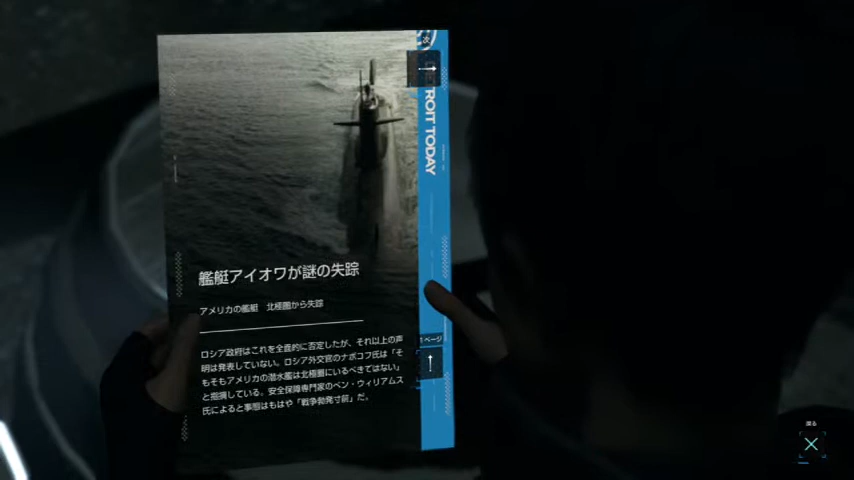 次
DETROIT TODAY
艦艇アイオワが謎の失踪
アメリカの艦艇 北極圏から失踪
ロシア政府はこれを全面的に否定したが、それ以上の声
明は発表していない。ロシア外交官のナボコフ氏は「そ
もそもアメリカの潜水艦は北極圏にいるべきではない」
と指摘している。安全保障専門家のベン・ウィリアムス
氏によると事態はもはや「戦争勃発寸前」だ。
1ページ
戻る